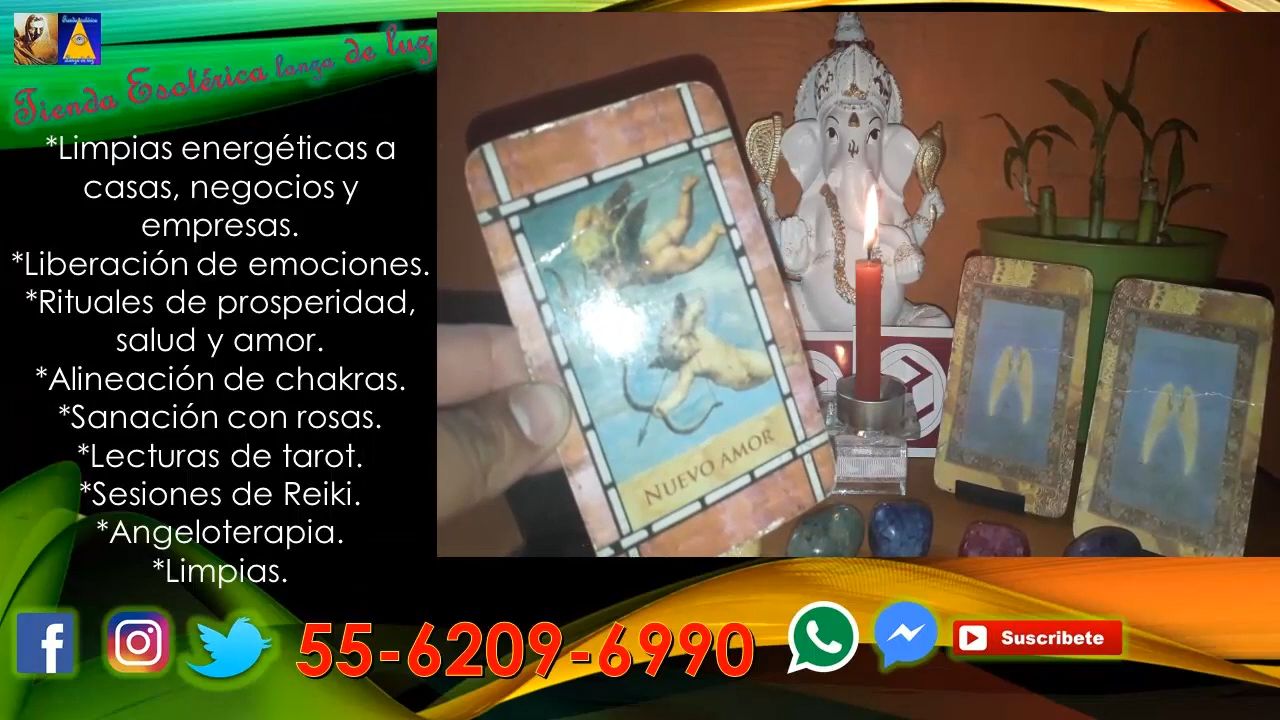 Tienda Esotérica lanza de luz
*Limpias energéticas a
casas, negocios y
empresas.
*Liberación de emociones.
*Rituales de prosperidad,
salud y amor.
*Alineación de chakras.
*Sanación con rosas.
*Lecturas de tarot.
*Sesiones de Reiki.
*Angeloterapia.
*Limpias.
NUEVO AMOR
55-6209-6990
Suscribete